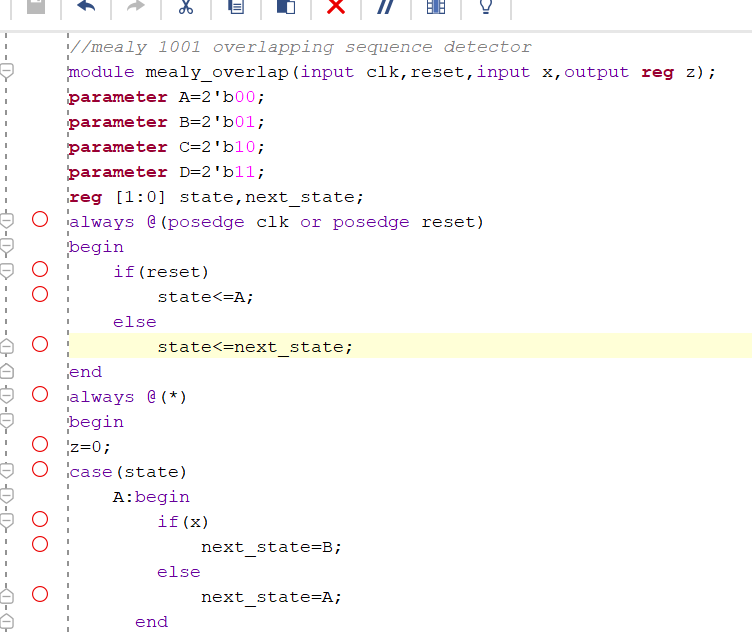 //mealy 1001 overlapping sequence detector
module mealy_overlap(input clk,reset,input x,output reg z);
parameter A=2'b00;
parameter B=2'b01;
parameter C=2'b10;
parameter D=2'b11;
reg [1:0] state,next_state;
always @(posedge clk or posedge reset)
begin
    if(reset)
        state<=A;
    else
        state<=next_state;
end
always @(*)
begin
z=0;
case(state)
    A:begin
        if(x)
            next_state=B;
        else
            next_state=A;
      end